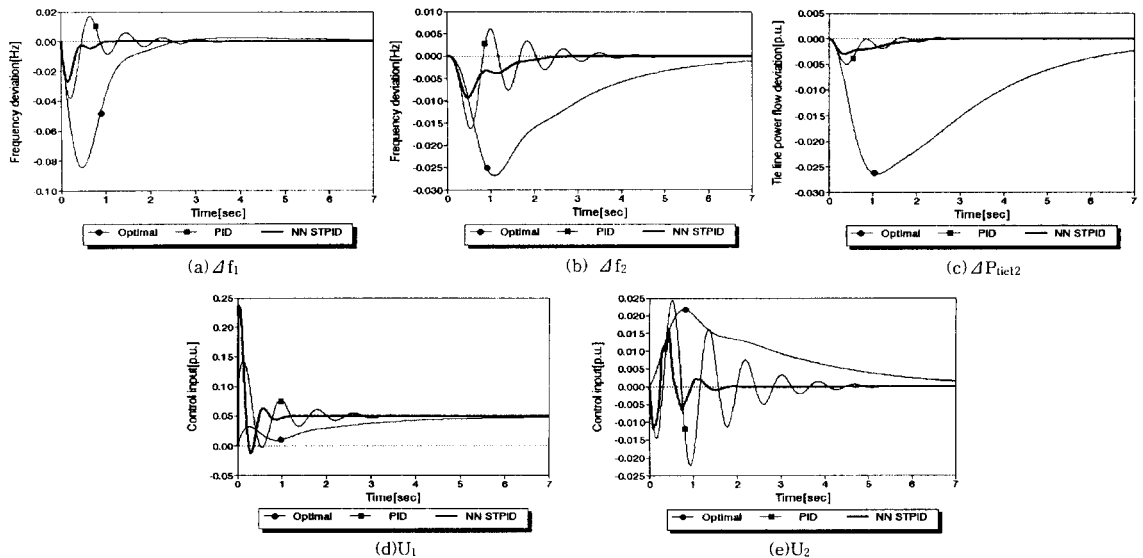 Frequency deviation[Hz]
0.02
0.00
-0.02
-0.04
-0.06
-0.08
0.10
0 1 2 3 4 5 6 7
Time[sec]
Optimal PID NN STPID
(a)⊿f₁
Frequency deviation[Hz]
0.010
0.005
0.000
0.005
-0.010
-0.015
-0.020
-0.025
-0.030
0 1 2 3 4 5 6 7
Time[sec]
Optimal PID NN STPID
(b) ⊿f₂
Tie line power flow deviation[p.u.]
0.005
0.000
-0.005
-0.010
-0.015
-0.020
-0.025
-0.030
0 1 2 3 4 5 6 7
Time[sec]
Optimal PID NN STPID
(c)⊿P
Control input[p.u.]
0.25
0.20
0.15
0.10
0.05
0.00
-0.05
0 1 2 3 4 5 6 7
Time[sec]
Optimal PID NN STPID
(d)U₁
Control input[p.u.]
0.025
0.020
0.015
0.010
0.005
0.000
-0.005
-0.010
-0.015
-0.020
-0.025
0 1 2 3 4 5 6 7
Time[sec]
Optimal PID NN STPID
(e)U₂